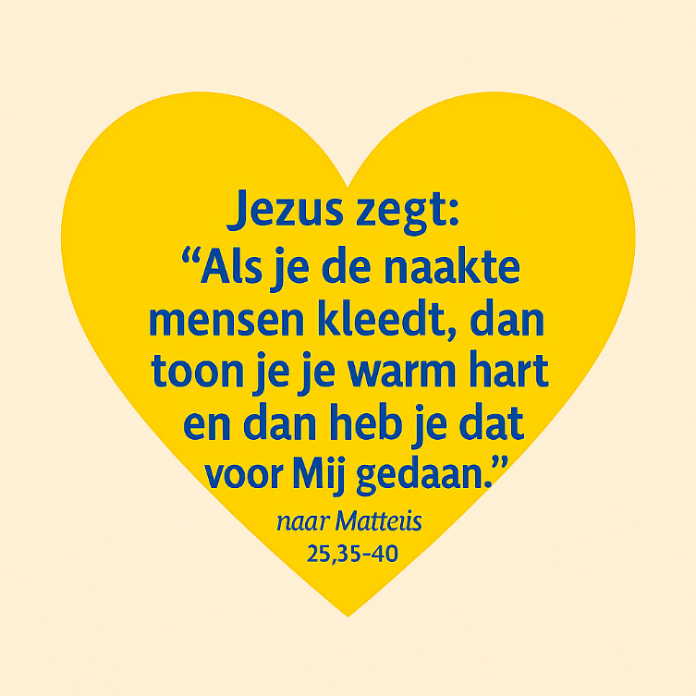 Jezus zegt:
“Als je de naakte
mensen kleedt, dan
toon je je warm hart
en dan heb je dat
voor Mij gedaan.”
naar Matteiis
25,35-40